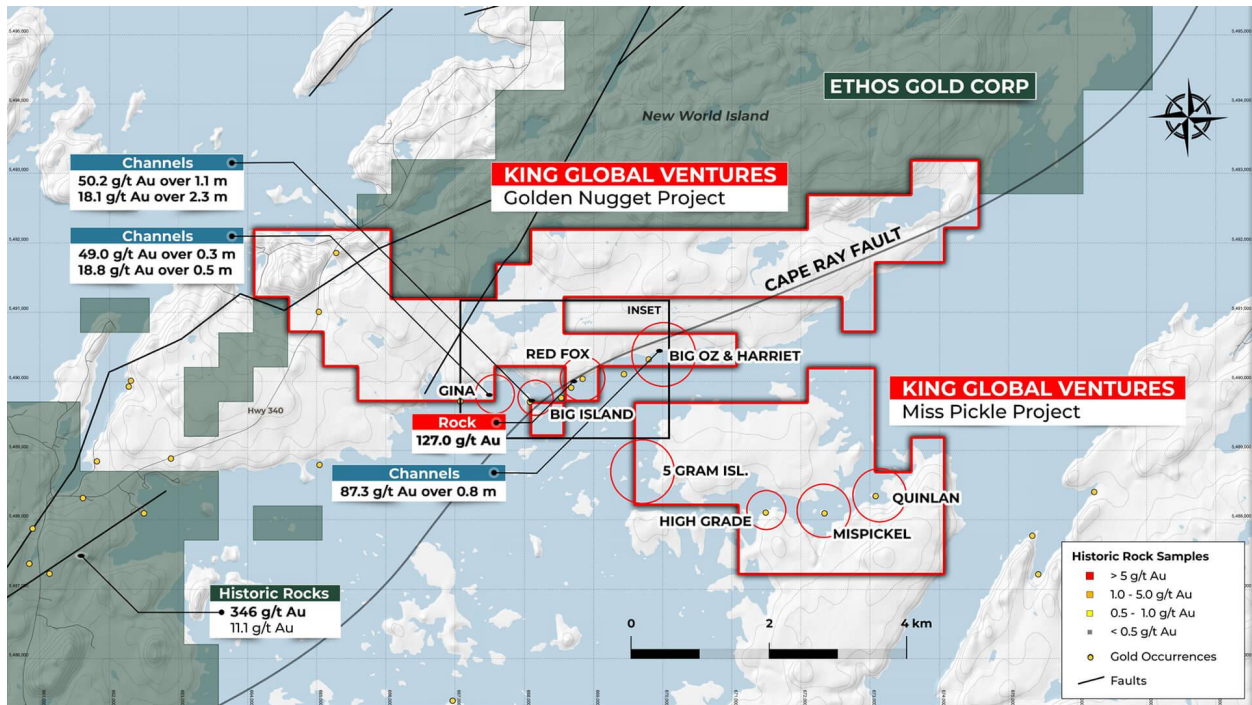 ETHOS GOLD CORP
New World Island
KING GLOBAL VENTURES
Golden Nugget Project
Channels
50.2 g/t Au over 1.1 m
18.1 g/t Au over 2.3 m
Channels
49.0 g/t Au over 0.3 m
18.8 g/t Au over 0.5 m
CAPE RAY FAULT
INSET
RED FOX
BIG OZ & HARRIET
GINA
BIG ISLAND
KING GLOBAL VENTURES
Miss Pickle Project
Hwy 340
Rock
127.0 g/t Au
Channels
87.3 g/t Au over 0.8 m
5 GRAM ISL.
QUINLAN
HIGH GRADE
MISPICKEL
Historic Rocks
346 g/t Au
11.1 g/t Au
0
2
4 km
Historic Rock Samples
> 5 g/t Au
1.0 - 5.0 g/t Au
0.5 - 1.0 g/t Au
< 0.5 g/t Au
Gold Occurrences
Faults